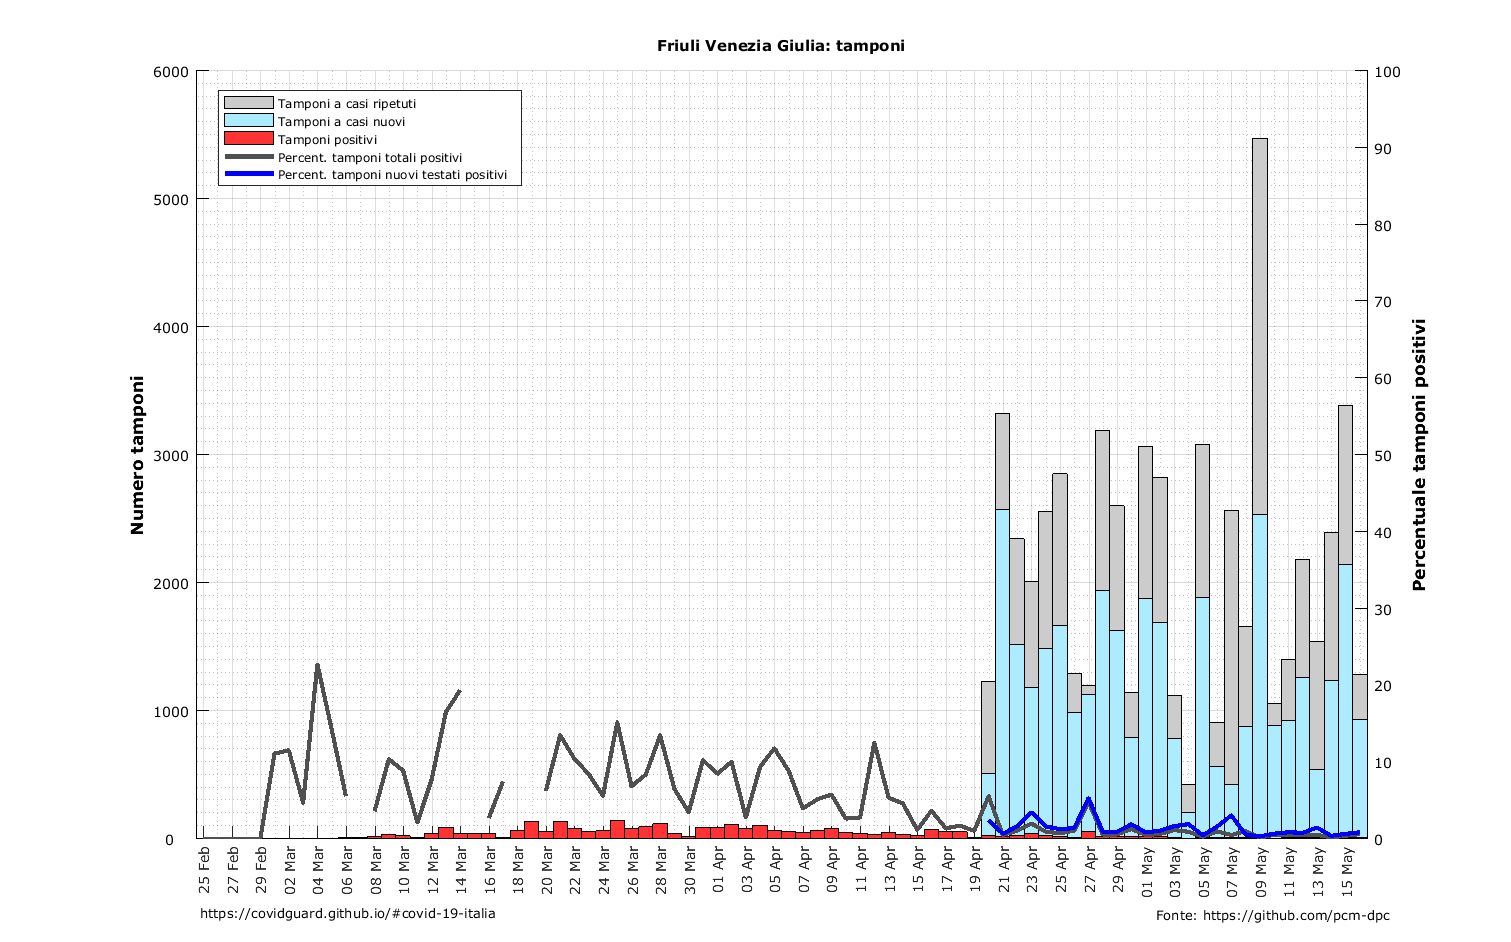 Friuli Venezia Giulia: tamponi
Tamponi a casi ripetuti
Tamponi a casi nuovi
Tamponi positivi
Percent. tamponi totali positivi
Percent. tamponi nuovi testati positivi
Numero tamponi
6000
5000
4000
3000
2000
1000
0
Percentuale tamponi positivi
100
90
80
70
60
50
40
30
20
10
0
25 Feb
27 Feb
29 Feb
02 Mar
04 Mar
06 Mar
08 Mar
10 Mar
12 Mar
14 Mar
16 Mar
18 Mar
20 Mar
22 Mar
24 Mar
26 Mar
28 Mar
30 Mar
01 Apr
03 Apr
05 Apr
07 Apr
09 Apr
11 Apr
13 Apr
15 Apr
17 Apr
19 Apr
21 Apr
23 Apr
25 Apr
27 Apr
29 Apr
01 May
03 May
05 May
07 May
09 May
11 May
13 May
15 May
https://covidguard.github.io/#covid-19-italia
Fonte: https://github.com/pcm-dpc